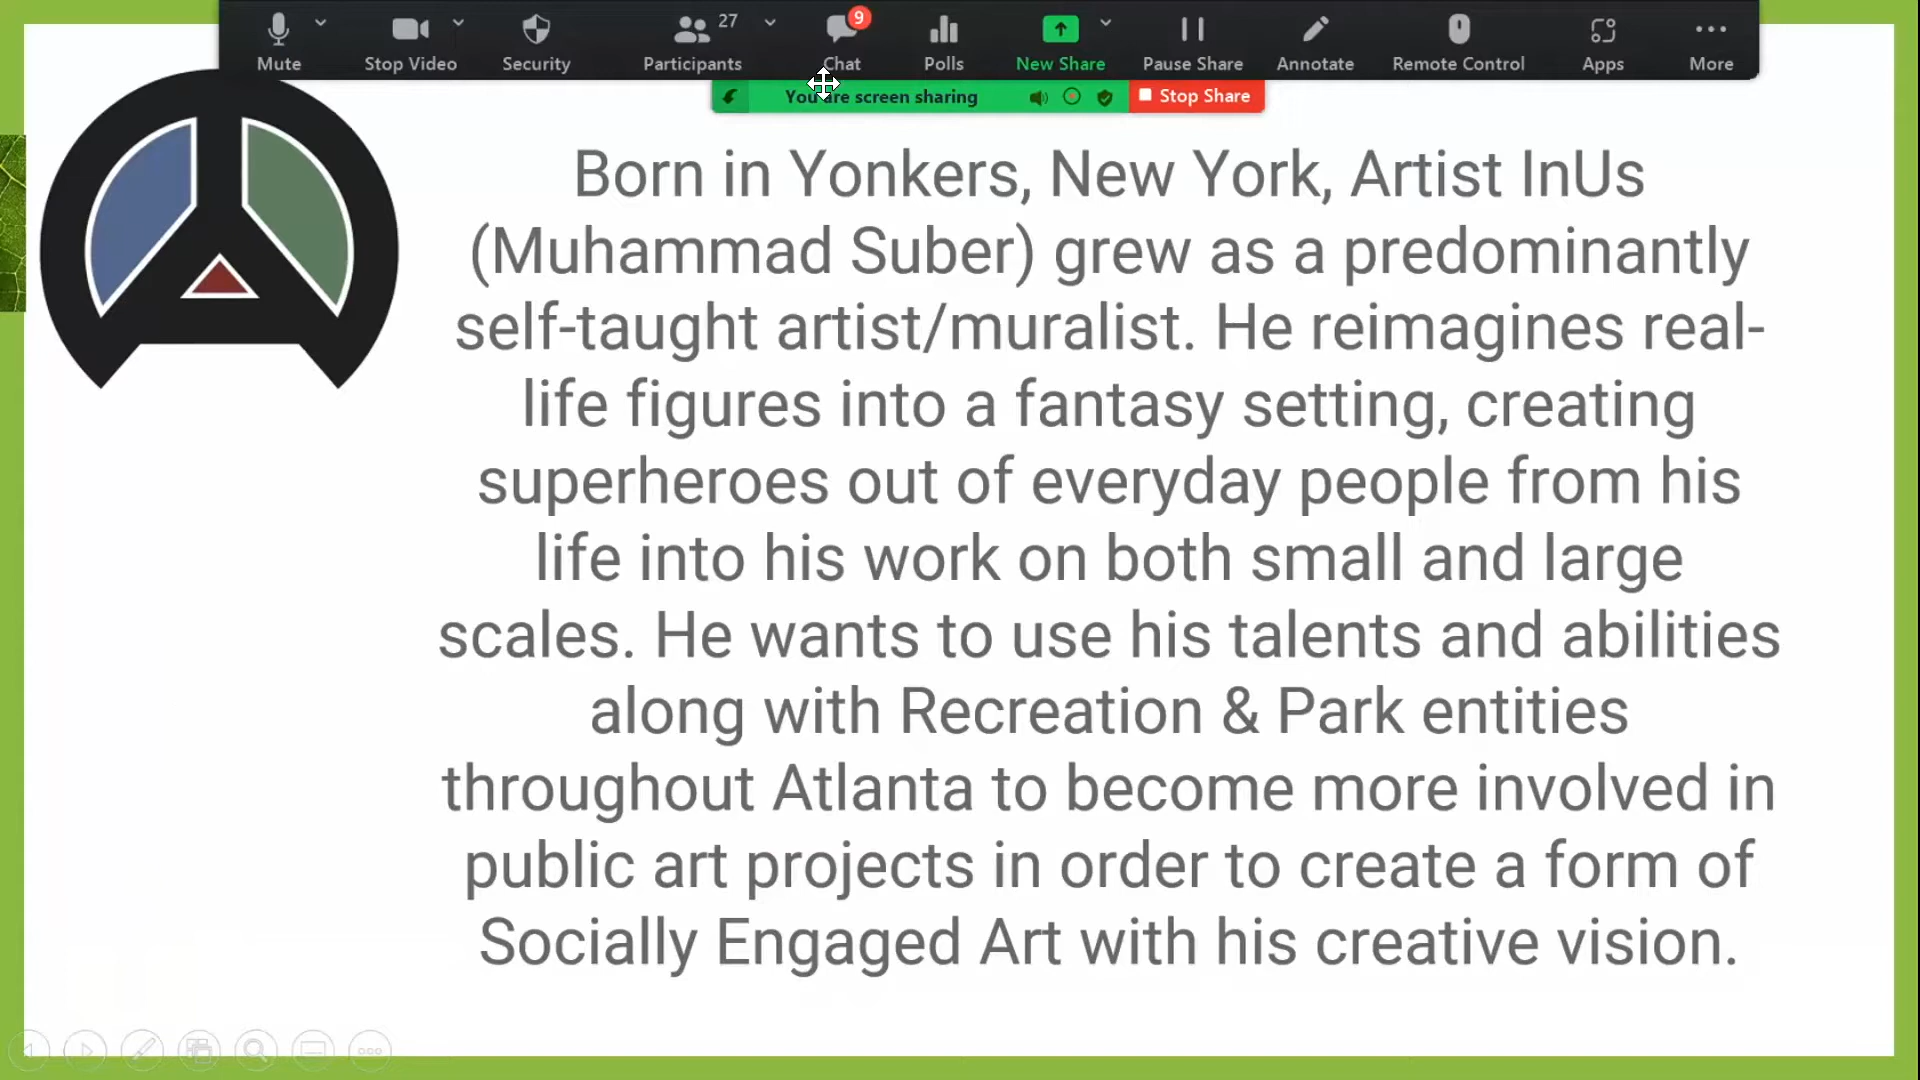 27
9
Mute
Stop Video
Security
Participants
Chat
Polls
New Share
Pause Share
Annotate
Remote Control
Apps
More
You are screen sharing
Stop Share
Born in Yonkers, New York, Artist InUs
(Muhammad Suber) grew as a predominantly
self-taught artist/muralist. He reimagines real-
life figures into a fantasy setting, creating
superheroes out of everyday people from his
life into his work on both small and large
scales. He wants to use his talents and abilities
along with Recreation & Park entities
throughout Atlanta to become more involved in
public art projects in order to create a form of
Socially Engaged Art with his creative vision.